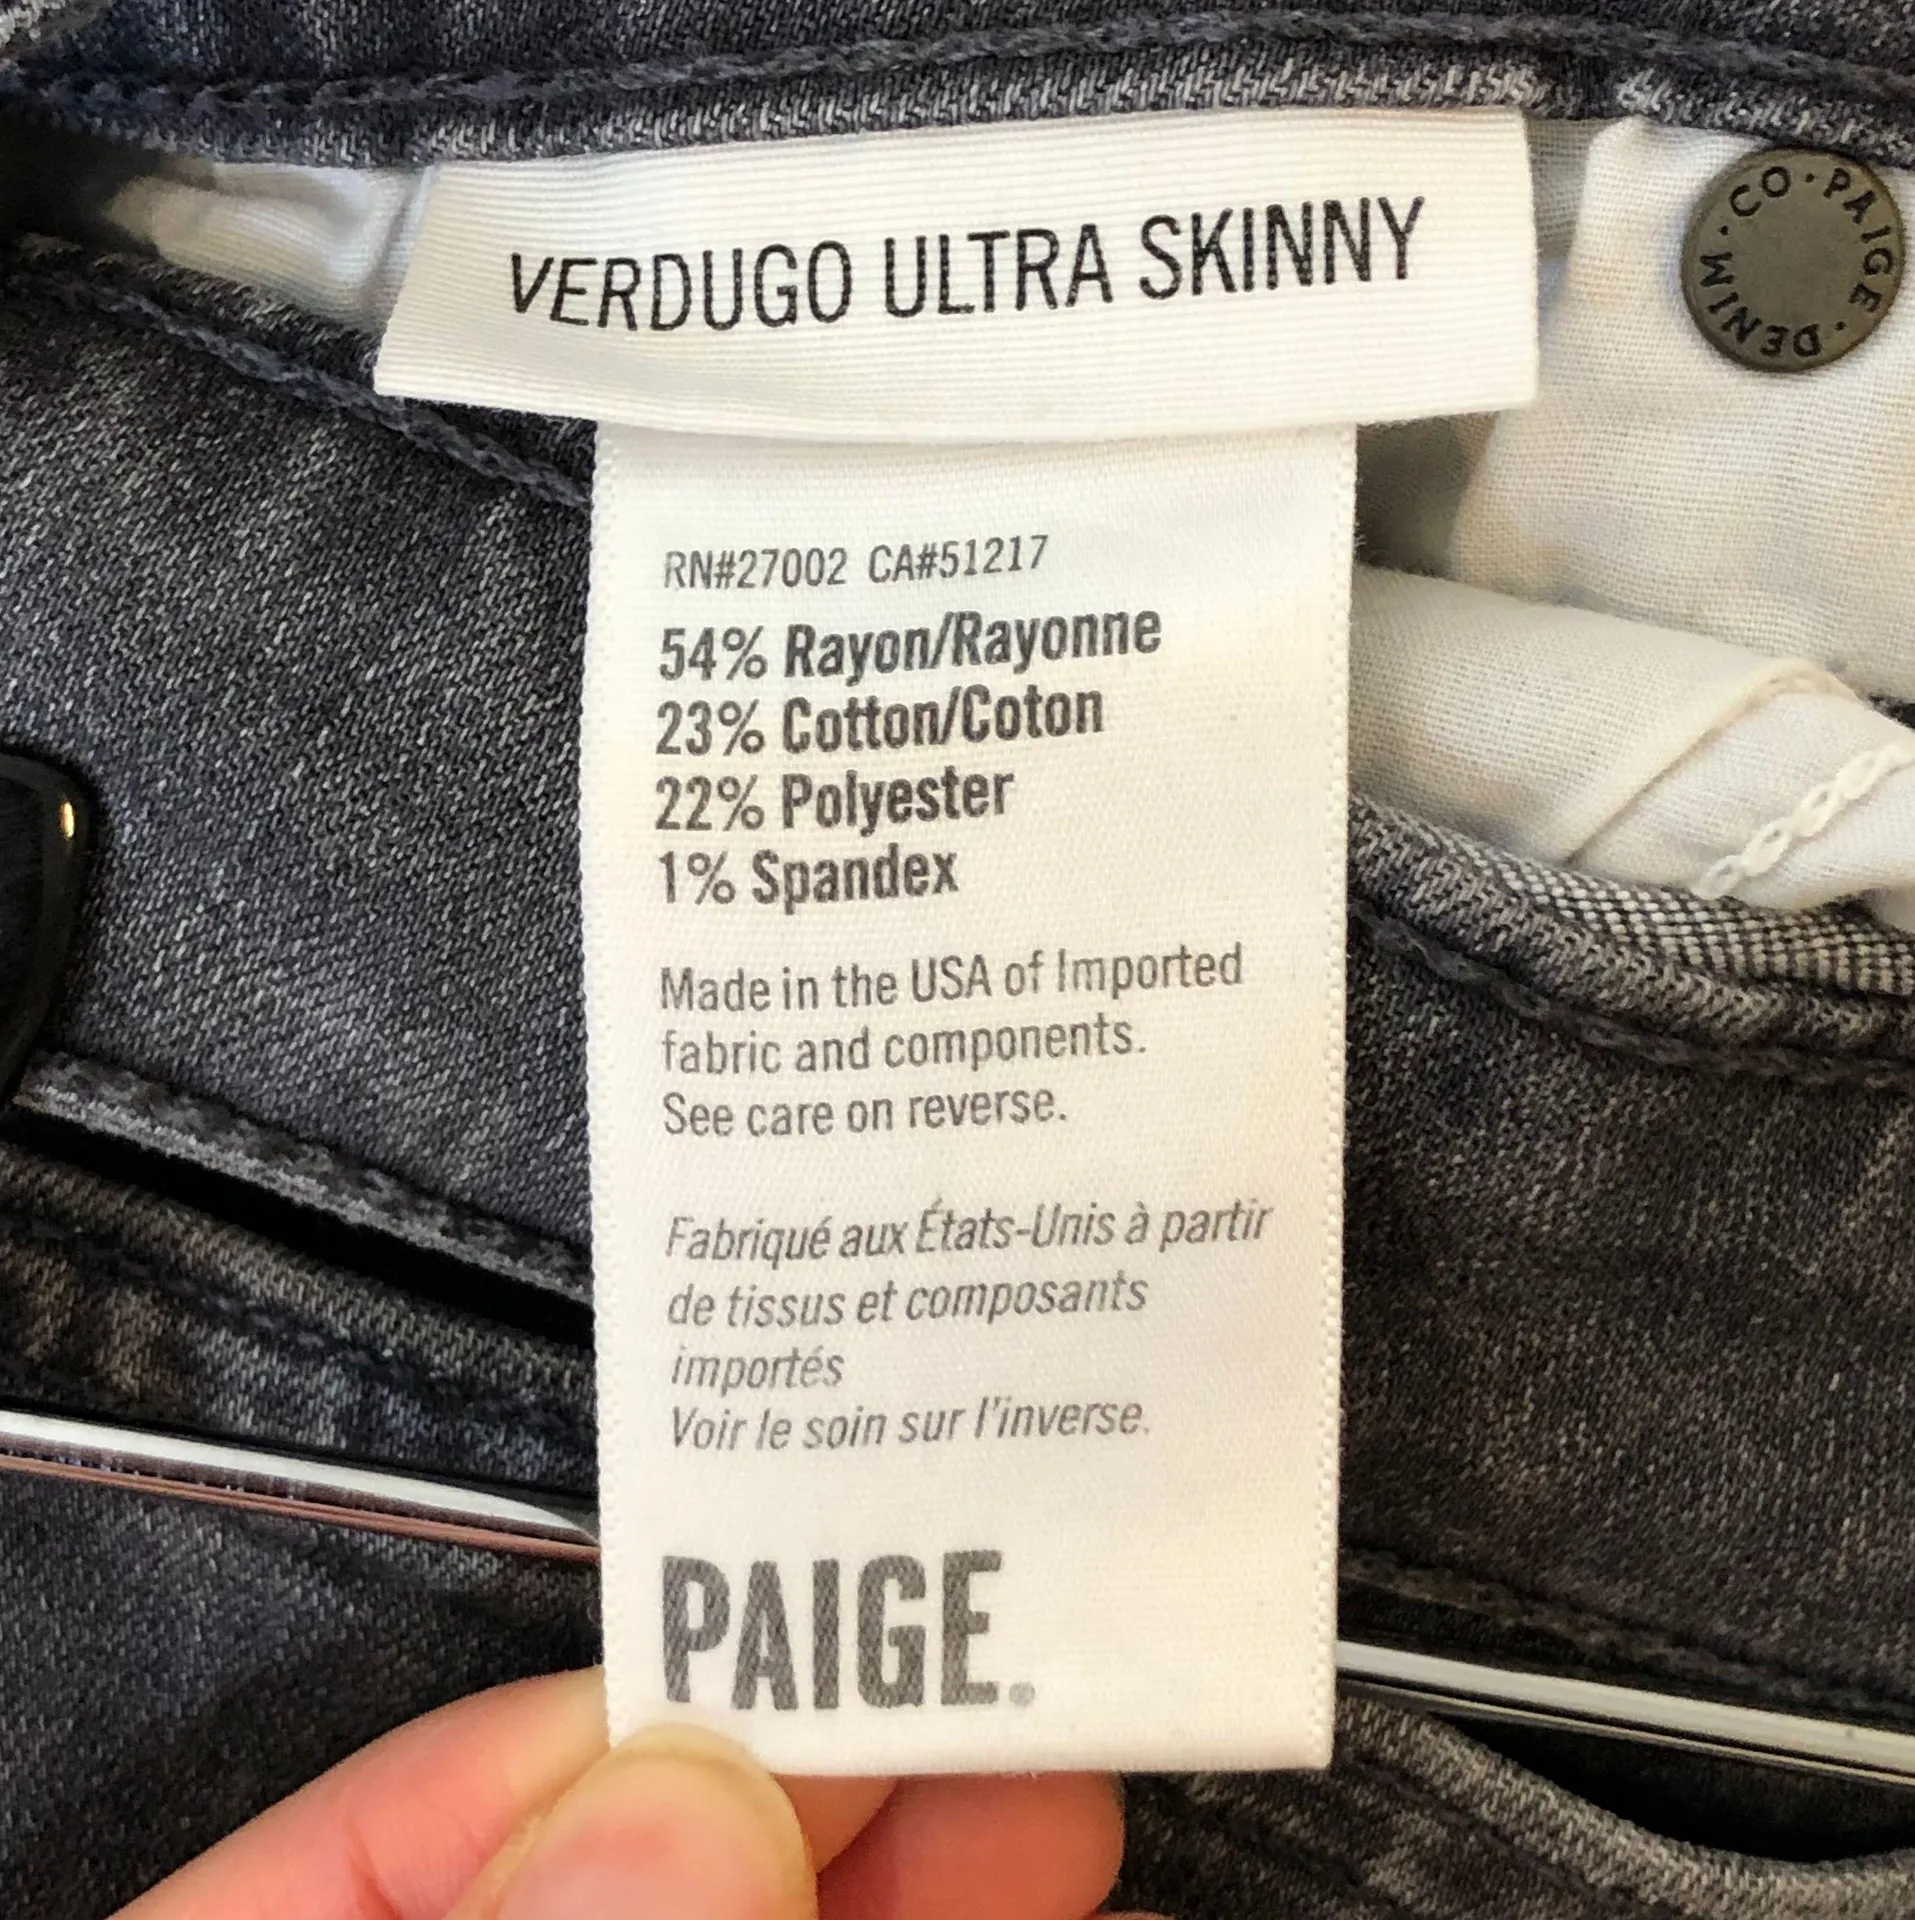 VERDUGO ULTRA SKINNY
CO · PAIGE · DENIM ·
RN#27002 CA#51217
54% Rayon/Rayonne
23% Cotton/Coton
22% Polyester
1% Spandex
Made in the USA of Imported
fabric and components.
See care on reverse.
Fabriqué aux États-Unis à partir
de tissus et composants
importés
Voir le soin sur l'inverse.
PAIGE.